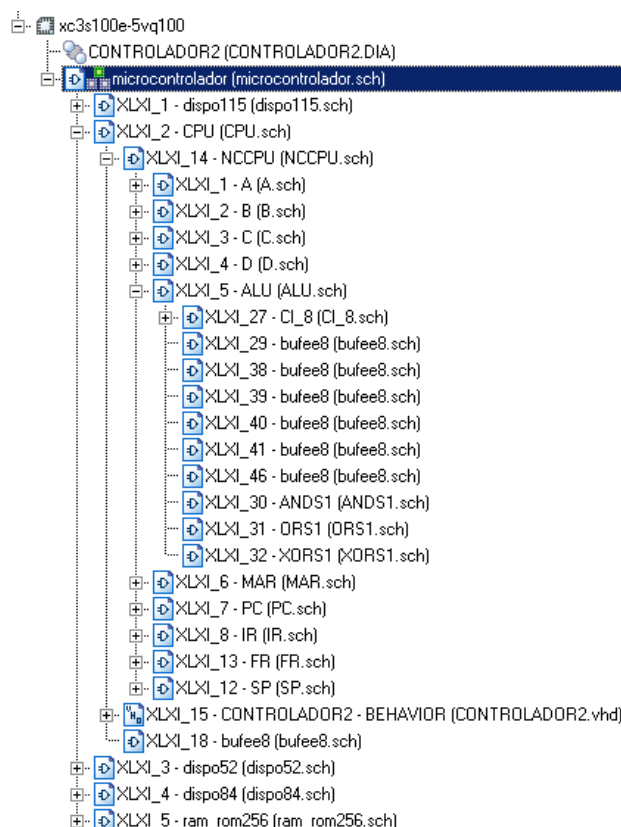 xc3s100e-5vq100
CONTROLADOR2 (CONTROLADOR2.DIA)
microcontrolador (microcontrolador.sch)
XLXI_1 - dispo115 (dispo115.sch)
XLXI_2 - CPU (CPU.sch)
XLXI_14 - NCCPU (NCCPU.sch)
XLXI_1 - A (A.sch)
XLXI_2 - B (B.sch)
XLXI_3 - C (C.sch)
XLXI_4 - D (D.sch)
XLXI_5 - ALU (ALU.sch)
XLXI_27 - CI_8 (CI_8.sch)
XLXI_29 - bufee8 (bufee8.sch)
XLXI_38 - bufee8 (bufee8.sch)
XLXI_39 - bufee8 (bufee8.sch)
XLXI_40 - bufee8 (bufee8.sch)
XLXI_41 - bufee8 (bufee8.sch)
XLXI_46 - bufee8 (bufee8.sch)
XLXI_30 - ANDS1 (ANDS1.sch)
XLXI_31 - ORS1 (ORS1.sch)
XLXI_32 - XORS1 (XORS1.sch)
XLXI_6 - MAR (MAR.sch)
XLXI_7 - PC (PC.sch)
XLXI_8 - IR (IR.sch)
XLXI_13 - FR (FR.sch)
XLXI_12 - SP (SP.sch)
XLXI_15 - CONTROLADOR2 - BEHAVIOR (CONTROLADOR2.vhd)
XLXI_18 - bufee8 (bufee8.sch)
XLXI_3 - dispo52 (dispo52.sch)
XLXI_4 - dispo84 (dispo84.sch)
XLXI_5 - ram_rom256 (ram_rom256.sch)